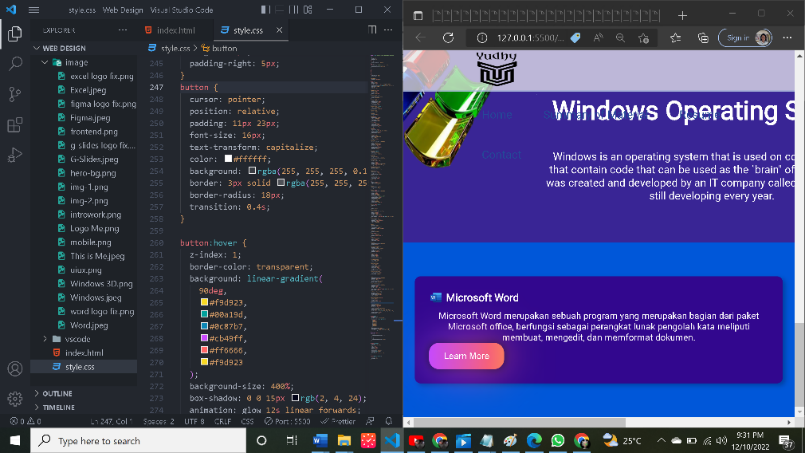 style.css - Web Design - Visual Studio Code
EXPLORER
WEB DESIGN
image
excel logo fix.png
Excel.jpeg
figma logo fix.png
Figma.jpeg
frontend.png
g-slides logo fix....
G-Slides.jpeg
hero-bg.png
img-1.png
img-2.png
introwork.png
Logo Me.png
mobile.png
This is Me.jpeg
uiux.png
Windows 3D.png
Windows.jpeg
word logo fix.png
Word.jpeg
vscode
index.html
style.css
OUTLINE
TIMELINE
index.html
style.css
style.css > button
245 padding-right: 5px;
246 }
247 button {
248 cursor: pointer;
249 position: relative;
250 padding: 11px 23px;
251 font-size: 16px;
252 text-transform: capitalize;
253 color: #ffffff;
254 background: rgba(255, 255, 255, 0.1
255 border: 3px solid rgba(255, 255, 25
256 border-radius: 18px;
257 transition: 0.4s;
258 }
259
260 button:hover {
261 z-index: 1;
262 border-color: transparent;
263 background: linear-gradient(
264 90deg,
265 #f9d923,
266 #00a19d,
267 #0c87b7,
268 #cb49ff,
269 #ff6666,
270 #f9d923
271 );
272 background-size: 400%;
273 box-shadow: 0 0 15px rgb(2, 4, 24);
274 animation: glow 12s linear forwards;
0 0
Ln 247, Col 1
Spaces: 2
UTF-8
CRLF
CSS
Port : 5500
Prettier
127.0.0.1:5500/...
Sign in
Yudhy
Home
Contact
Windows Operating S
Windows is an operating system that is used on co
that contain code that can be used as the `brain" of
was created and developed by an IT company called
still developing every year.
Microsoft Word
Microsoft Word merupakan sebuah program yang merupakan bagian dari paket
Microsoft office, berfungsi sebagai perangkat lunak pengolah kata meliputi
membuat, mengedit, dan memformat dokumen.
Learn More
Type here to search
25°C
9:31 PM
12/10/2022
37